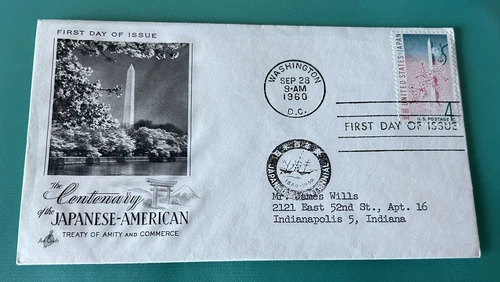 FIRST DAY OF ISSUE
WASHINGTON
SEP 28
9-AM
1960
D.C.
UNITED STATES-JAPAN
4¢
U.S. POSTAGE
FIRST DAY OF ISSUE
The
Centenary
of the
JAPANESE-AMERICAN
TREATY OF AMITY AND COMMERCE
ArtCraft
Mr. James Wills
2121 East 52nd St., Apt. 16
Indianapolis 5, Indiana